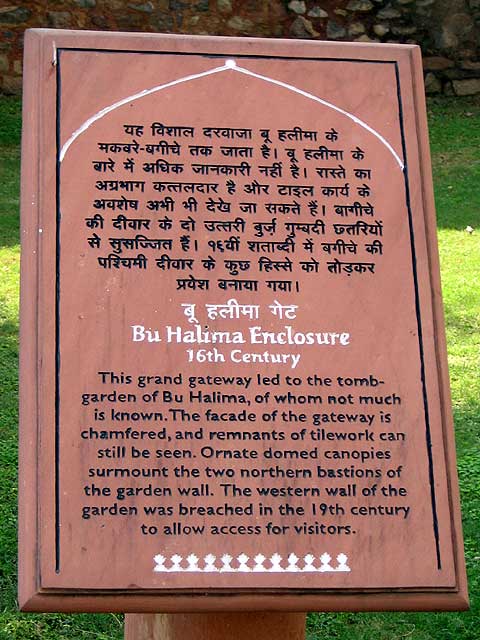 यह विशाल दरवाजा बू हलीमा के
मकवरे-बगीचे तक जाता है। बू हलीमा के
बारे में अधिक जानकारी नहीं है। रास्ते का
अग्रभाग कत्तलदार है और टाइल कार्य के
अवशेष अभी भी देखे जा सकते हैं। बागीचे
की दीवार के दो उत्तरी बुर्ज़ गुम्बदी छतरियों
से सुसज्जित हैं। १६वीं शताब्दी में बगीचे की
पश्चिमी दीवार के कुछ हिस्से को तोड़कर
प्रवेश बनाया गया।
बू हलीमा गेट
Bu Halima Enclosure
16th Century
This grand gateway led to the tomb-
garden of Bu Halima, of whom not much
is known. The facade of the gateway is
chamfered, and remnants of tilework can
still be seen. Ornate domed canopies
surmount the two northern bastions of
the garden wall. The western wall of the
garden was breached in the 19th century
to allow access for visitors.